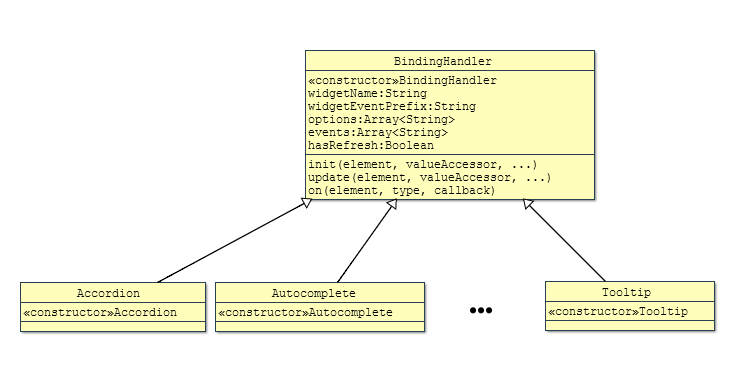 BindingHandler
«constructor»BindingHandler
widgetName:String
widgetEventPrefix:String
options:Array<String>
events:Array<String>
hasRefresh:Boolean
init(element, valueAccessor, ...)
update(element, valueAccessor, ...)
on(element, type, callback)
Accordion
«constructor»Accordion
Autocomplete
«constructor»Autocomplete
•••
Tooltip
«constructor»Tooltip